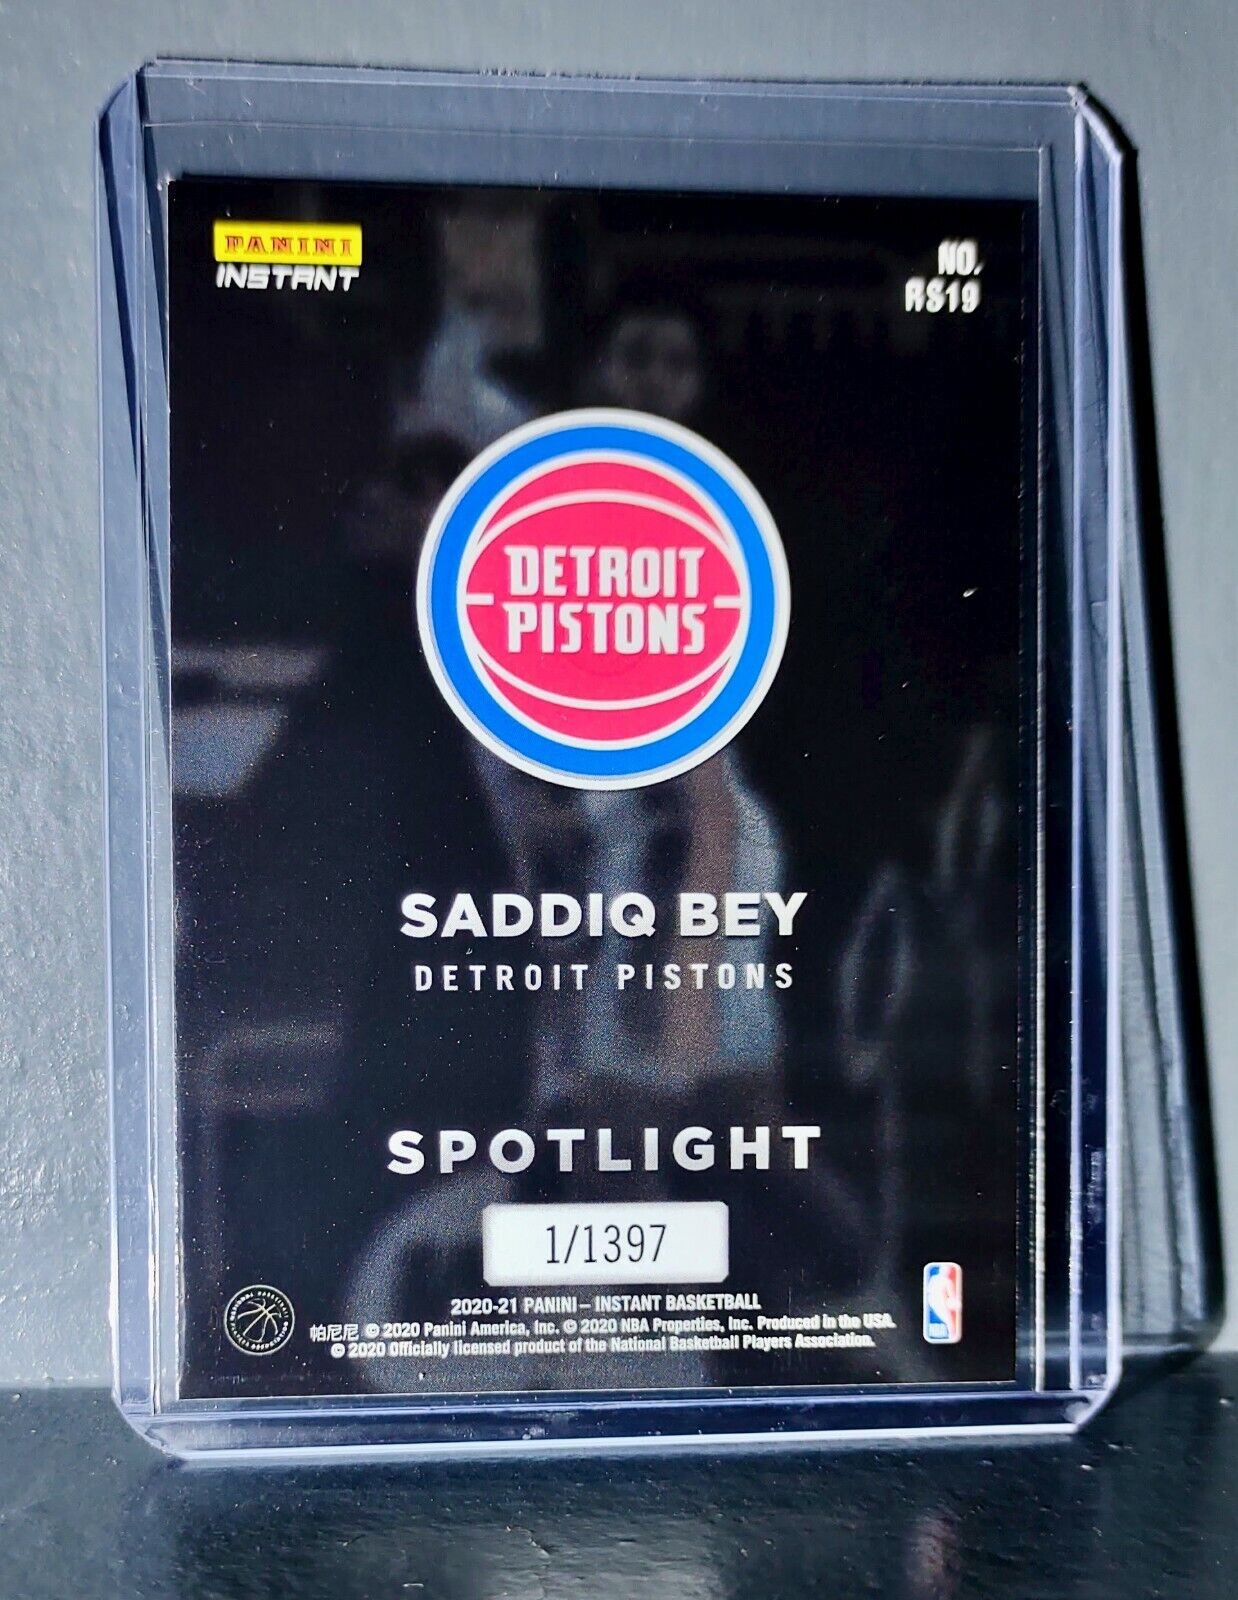 PANINI
INSTANT
NO.
RS19
DETROIT
PISTONS
SADDIQ BEY
DETROIT PISTONS
SPOTLIGHT
1/1397
2020-21 PANINI – INSTANT BASKETBALL
帕尼尼 © 2020 Panini America, Inc. © 2020 NBA Properties, Inc. Produced in the USA.
© 2020 Officially licensed product of the National Basketball Players Association.
NBA